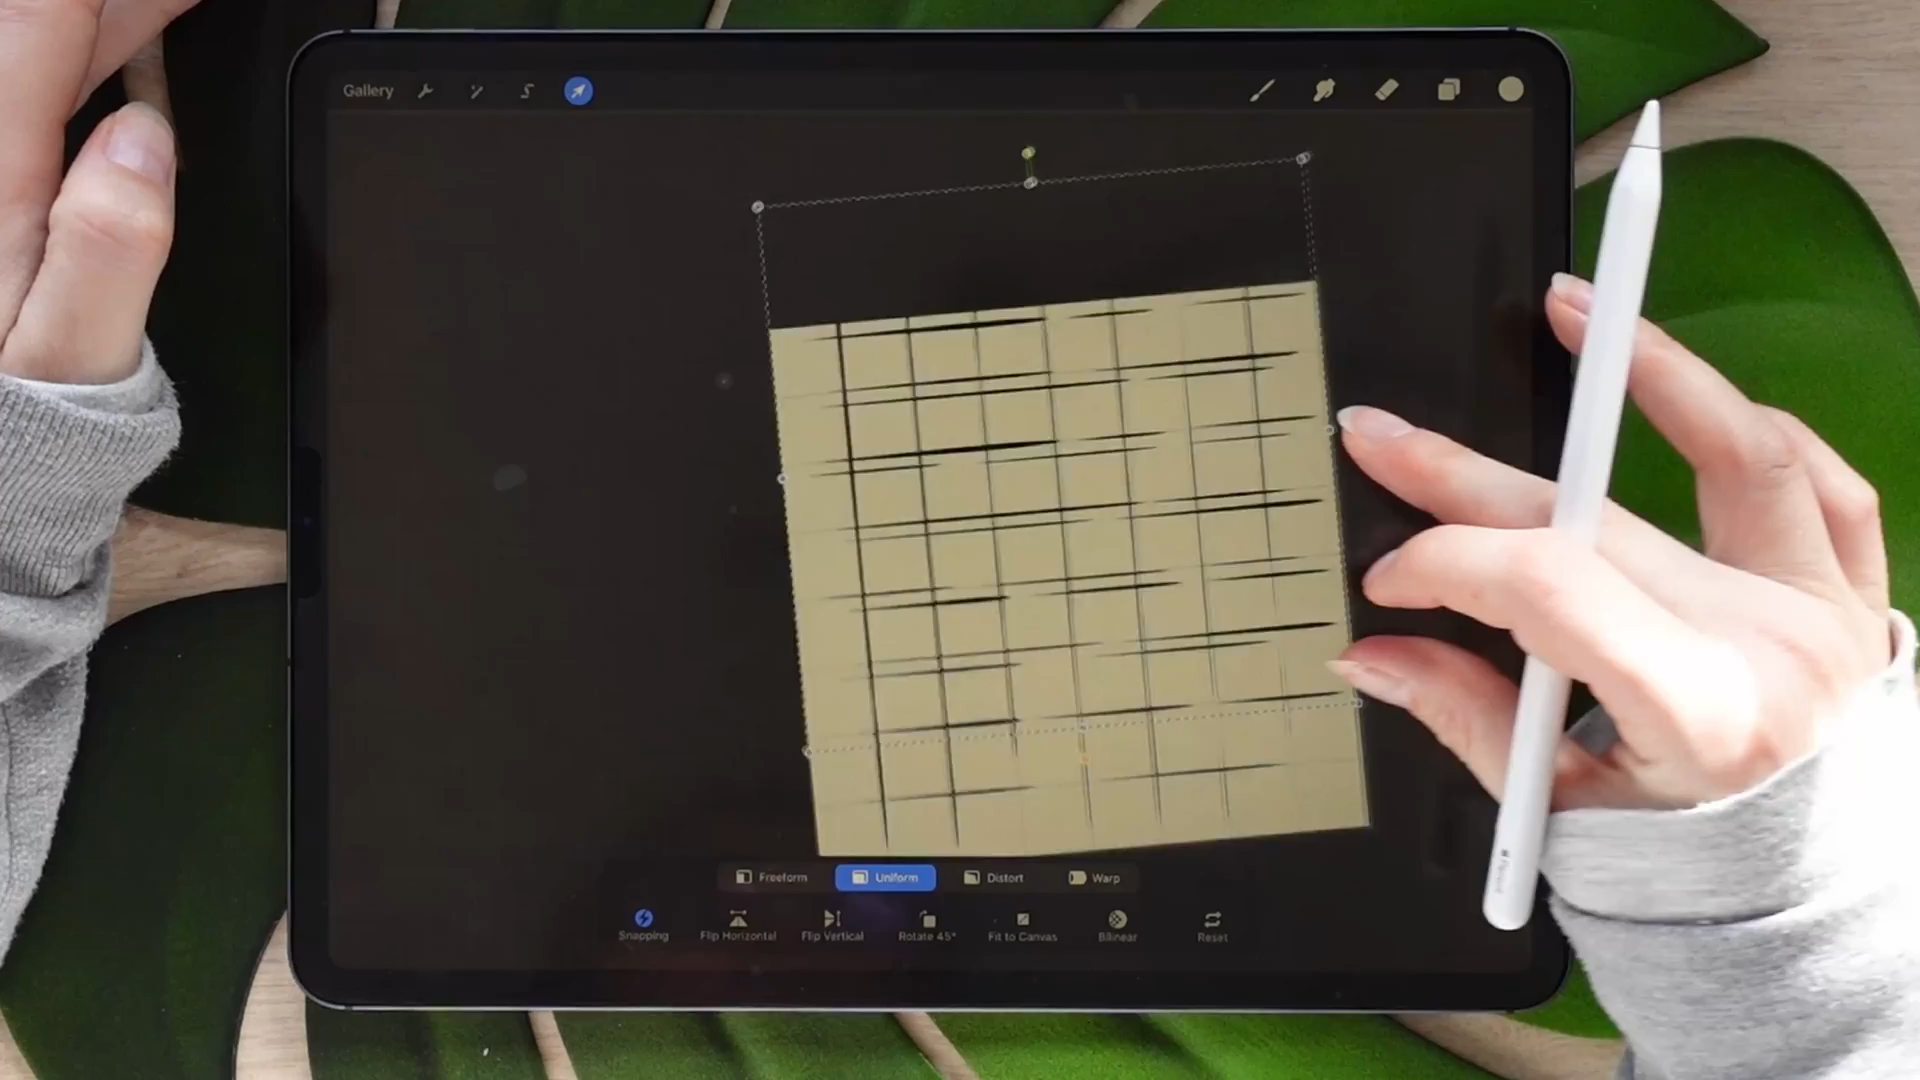 Gallery
Freeform Uniform Distort Warp
Snapping Flip Horizontal Flip Vertical Rotate 45° Fit to Canvas Bilinear Reset